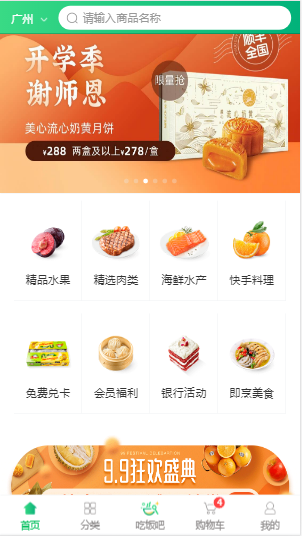 广州
请输入商品名称
开学季
谢师恩
顺丰
全国
限量抢
美心流心奶黄月饼
¥288 两盒及以上¥278/盒
精品水果
精选肉类
海鲜水产
快手料理
免费兑卡
会员福利
银行活动
即烹美食
9.9狂欢盛典
4
首页
分类
吃饭吧
购物车
我的